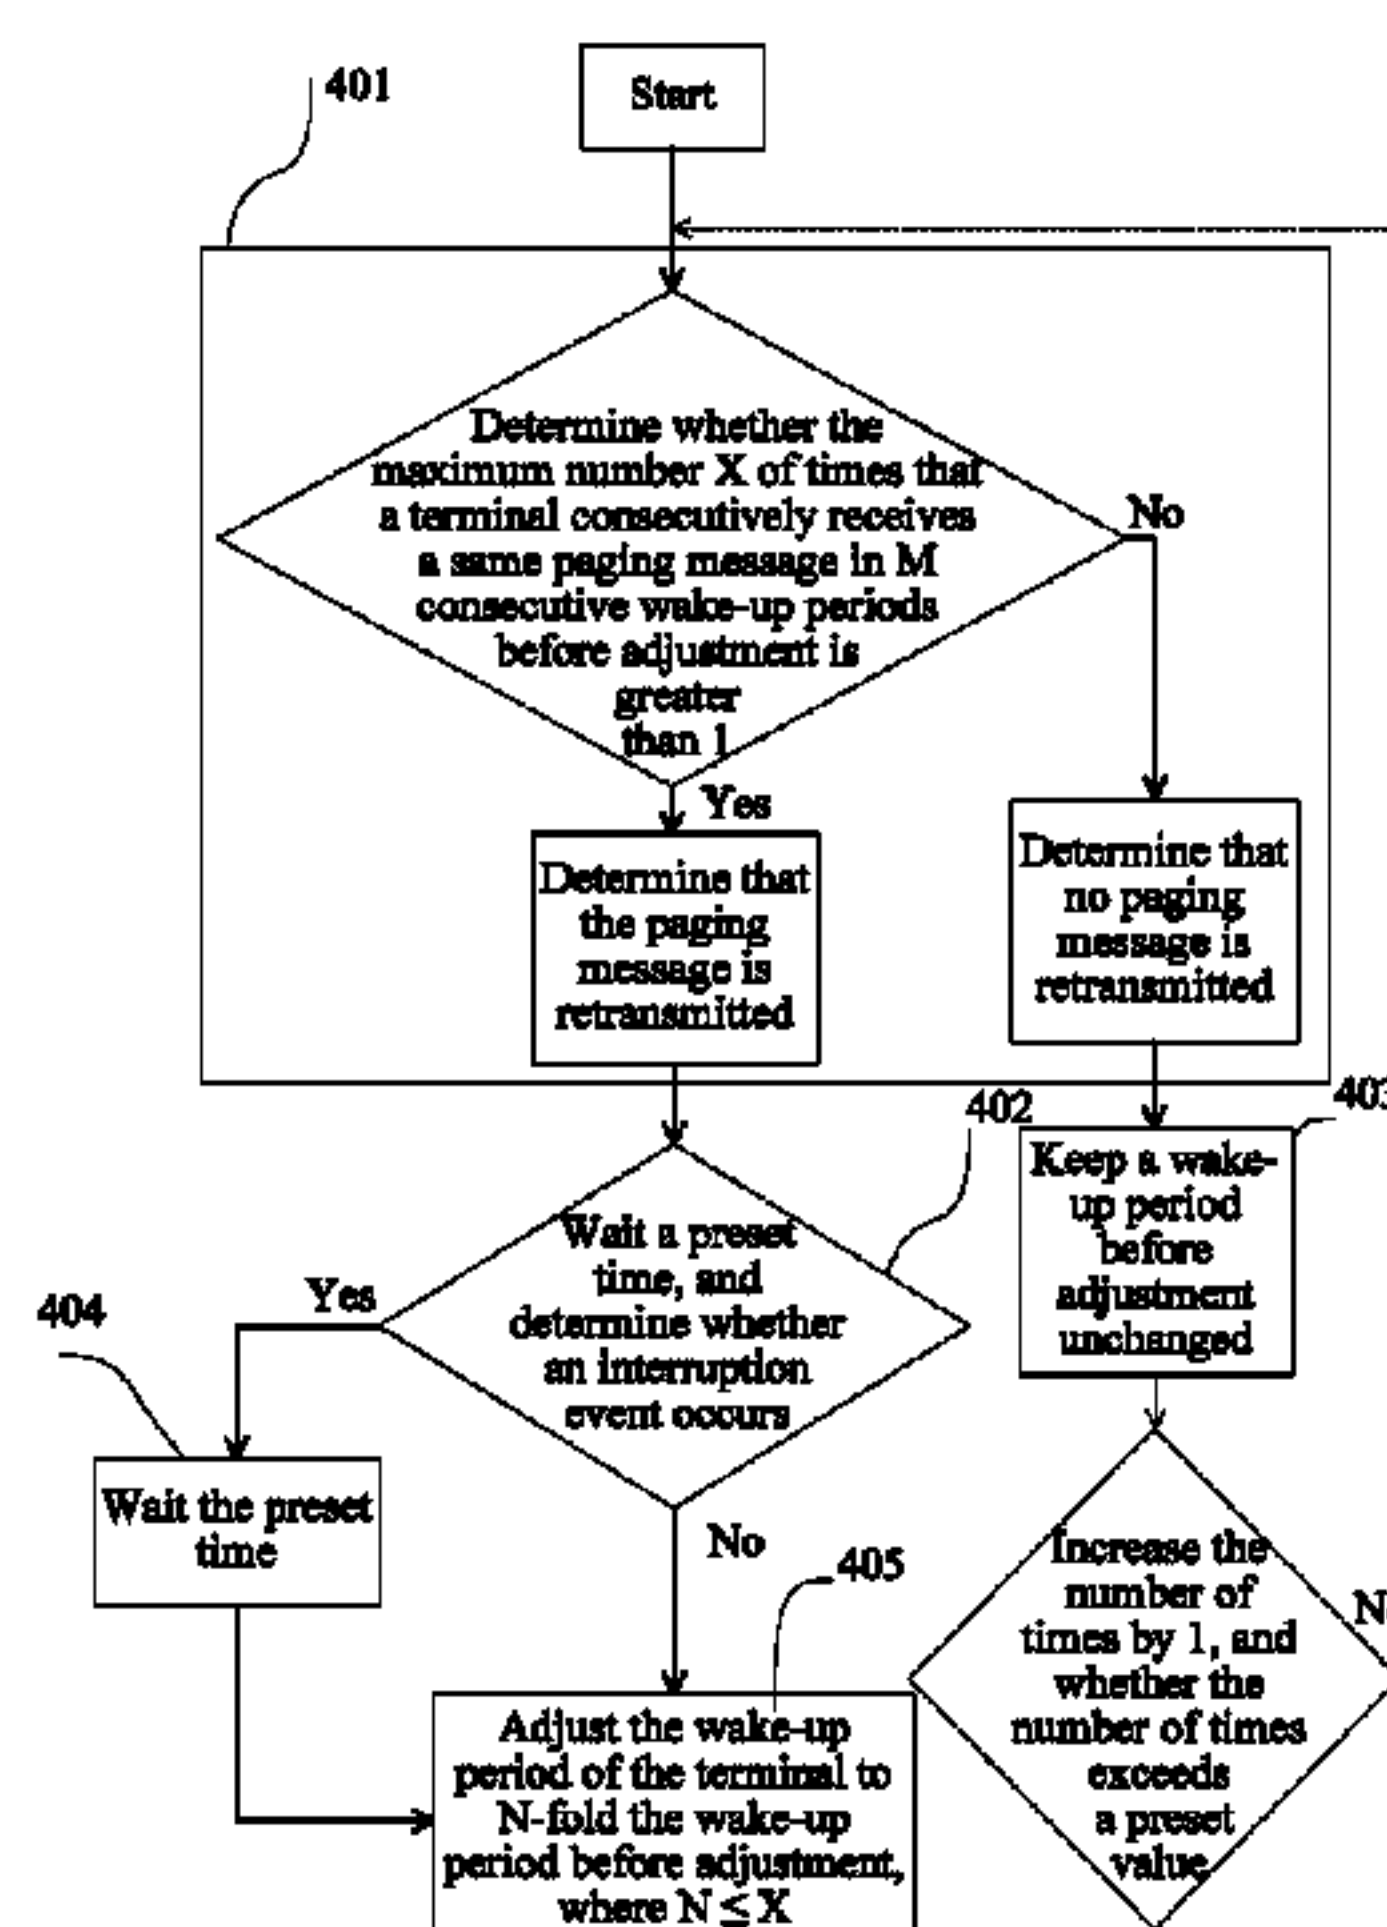 401
Start
Determine whether the
maximum number X of times that
a terminal consecutively receives
a same paging message in M
consecutive wake-up periods
before adjustment is
greater
than 1
No
Yes
Determine that
the paging
message is
retransmitted
Determine that
no paging
message is
retransmitted
402
403
Keep a wake-
up period
before
adjustment
unchanged
Wait a preset
time, and
determine whether
an interruption
event occurs
Yes
404
Wait the preset
time
No
405
Increase the
number of
times by 1, and
whether the
number of times
exceeds
a preset
value
Adjust the wake-up
period of the terminal to
N-fold the wake-up
period before adjustment,
where N ≤ X